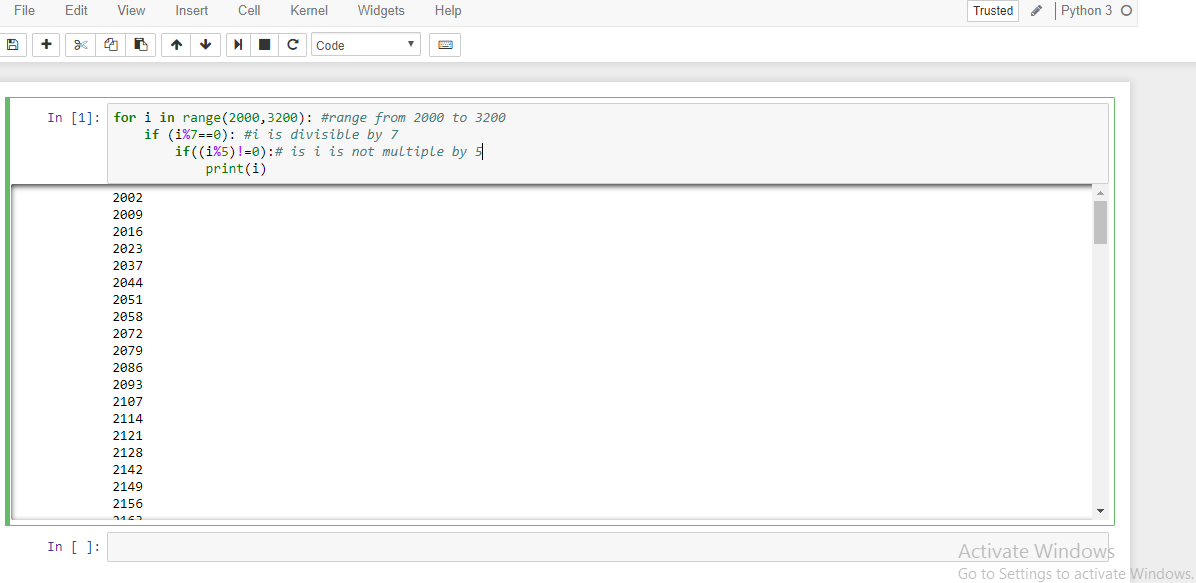 File Edit View Insert Cell Kernel Widgets Help Trusted Python 3
Code
In [1]: for i in range(2000,3200): #range from 2000 to 3200
if (i%7==0): #i is divisible by 7
if((i%5)!=0):# is i is not multiple by 5
print(i)
2002
2009
2016
2023
2037
2044
2051
2058
2072
2079
2086
2093
2107
2114
2121
2128
2142
2149
2156
2163
In [ ]:
Activate Windows
Go to Settings to activate Windows.